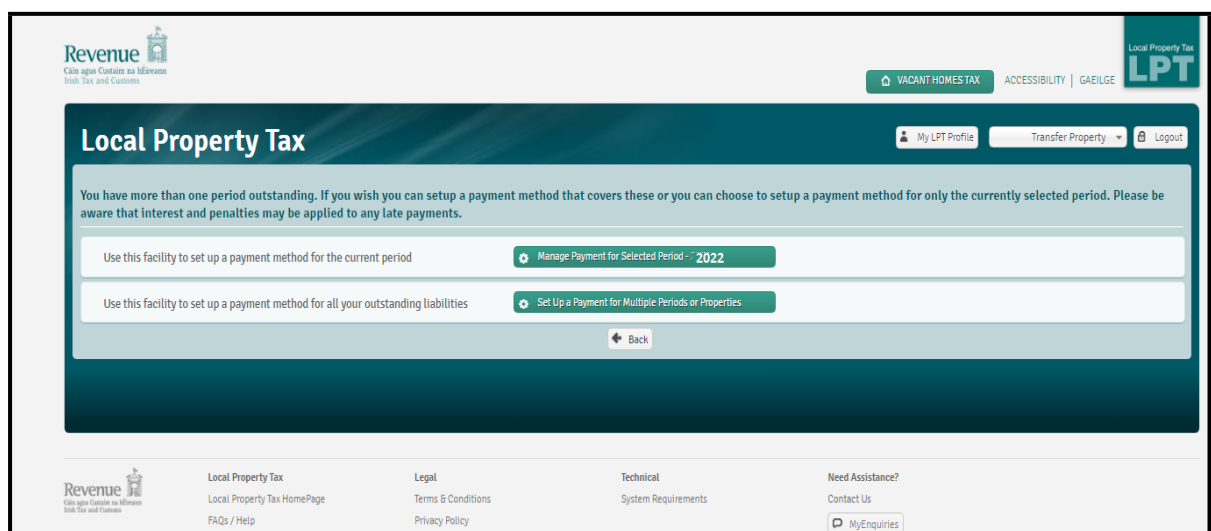 Revenue
Cáin agus Custaim na hÉireann
Irish Tax and Customs
Local Property Tax
LPT
VACANT HOMES TAX
ACCESSIBILITY | GAEILGE
Local Property Tax
My LPT Profile
Transfer Property
Logout
You have more than one period outstanding. If you wish you can setup a payment method that covers these or you can choose to setup a payment method for only the currently selected period. Please be
aware that interest and penalties may be applied to any late payments.
Use this facility to set up a payment method for the current period
Manage Payment for Selected Period - 2022
Use this facility to set up a payment method for all your outstanding liabilities
Set Up a Payment for Multiple Periods or Properties
Back
Revenue
Cáin agus Custaim na hÉireann
Irish Tax and Customs
Local Property Tax
Local Property Tax HomePage
FAQs / Help
Legal
Terms & Conditions
Privacy Policy
Technical
System Requirements
Need Assistance?
Contact Us
MyEnquiries